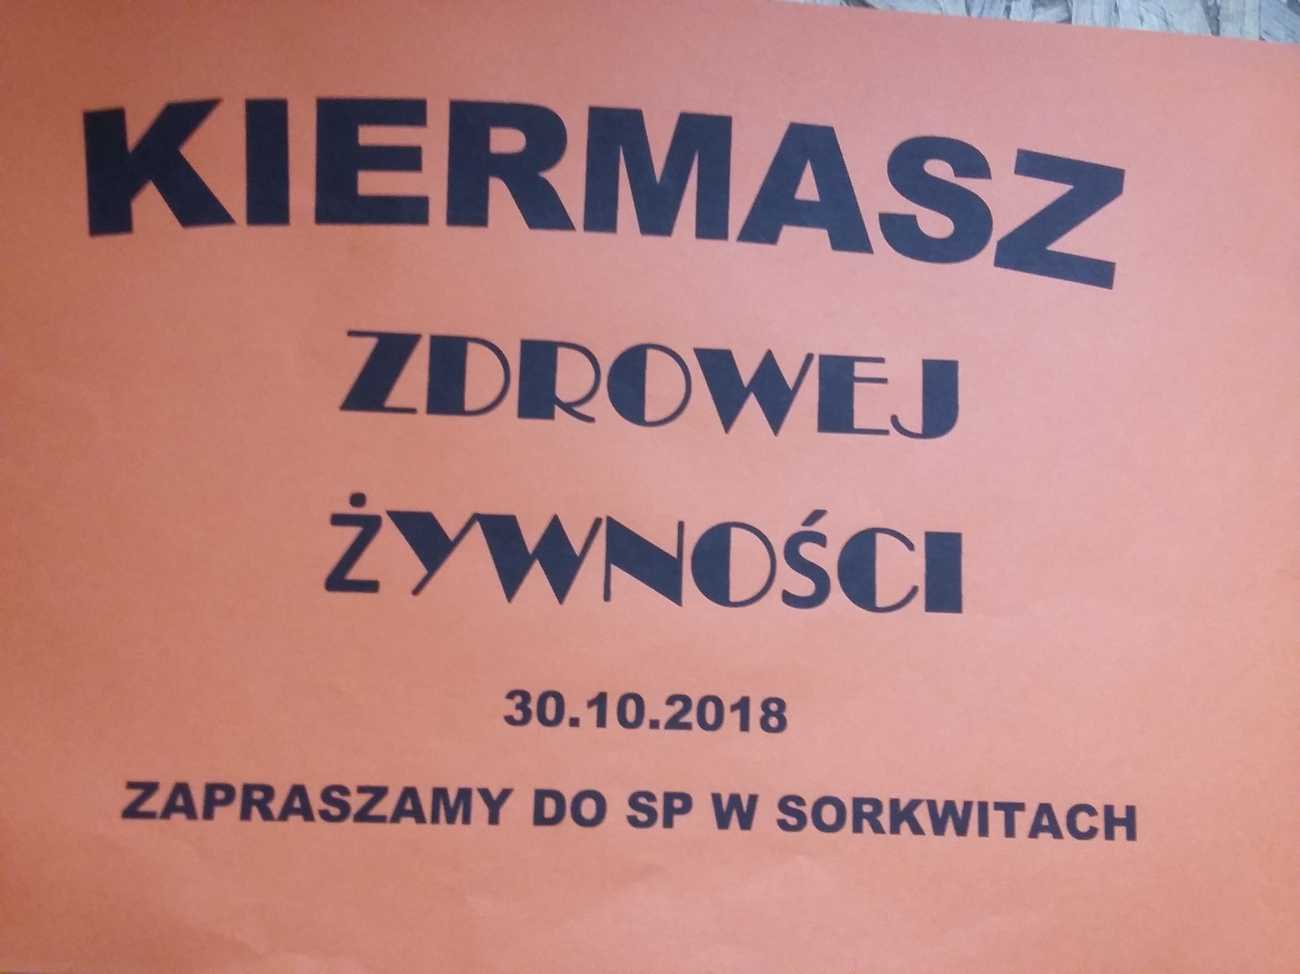 KIERMASZ
ZDROWEJ
ŻYWNOŚCI
30.10.2018
ZAPRASZAMY DO SP W SORKWITACH